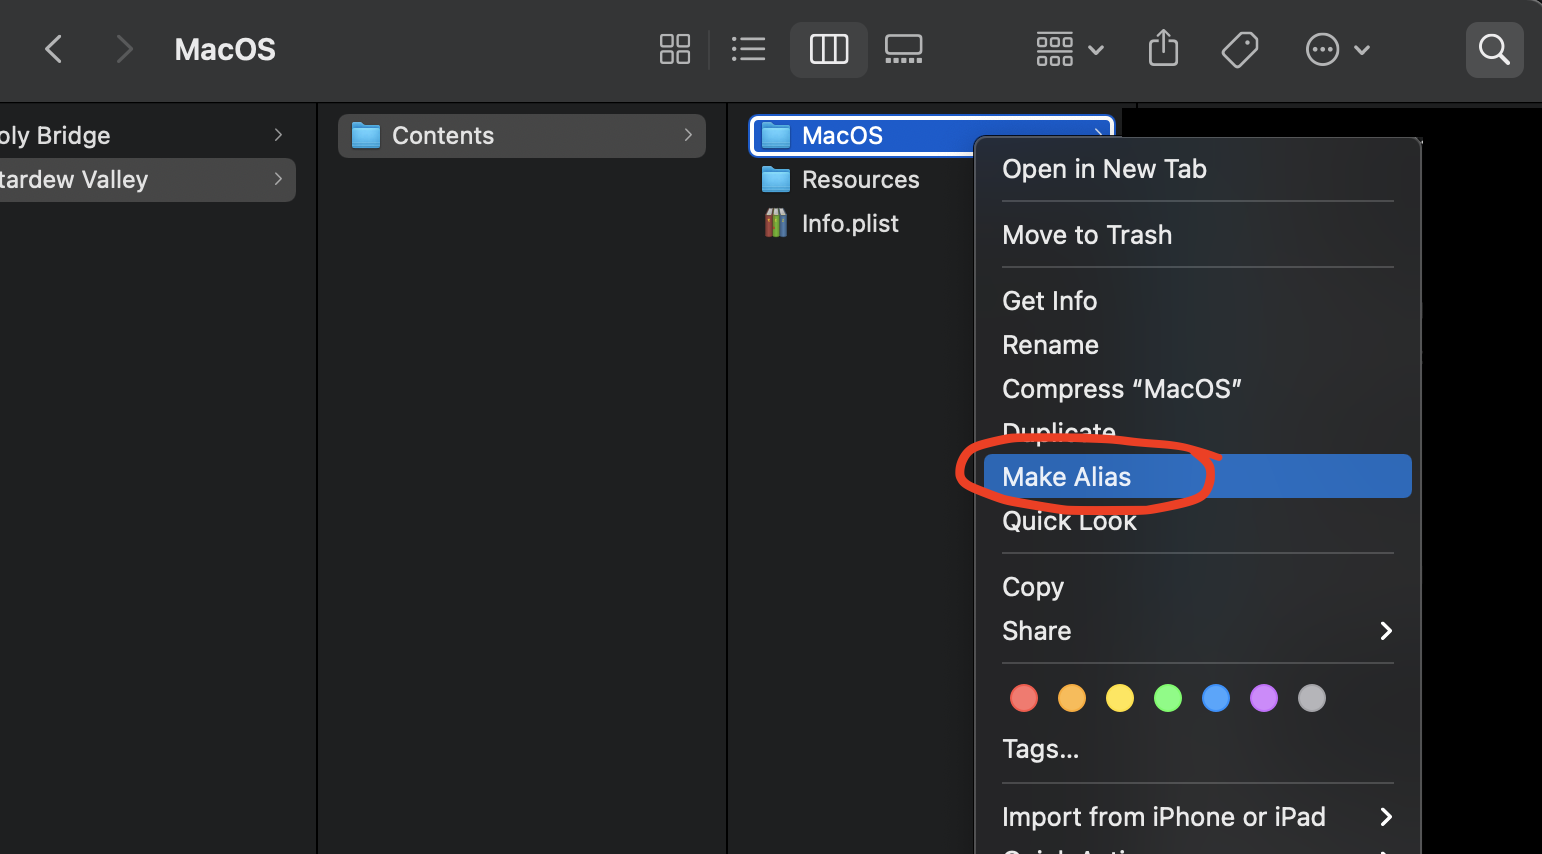 MacOS
oly Bridge
tardew Valley
Contents
MacOS
Resources
Info.plist
Open in New Tab
Move to Trash
Get Info
Rename
Compress “MacOS”
Duplicate
Make Alias
Quick Look
Copy
Share
Tags...
Import from iPhone or iPad